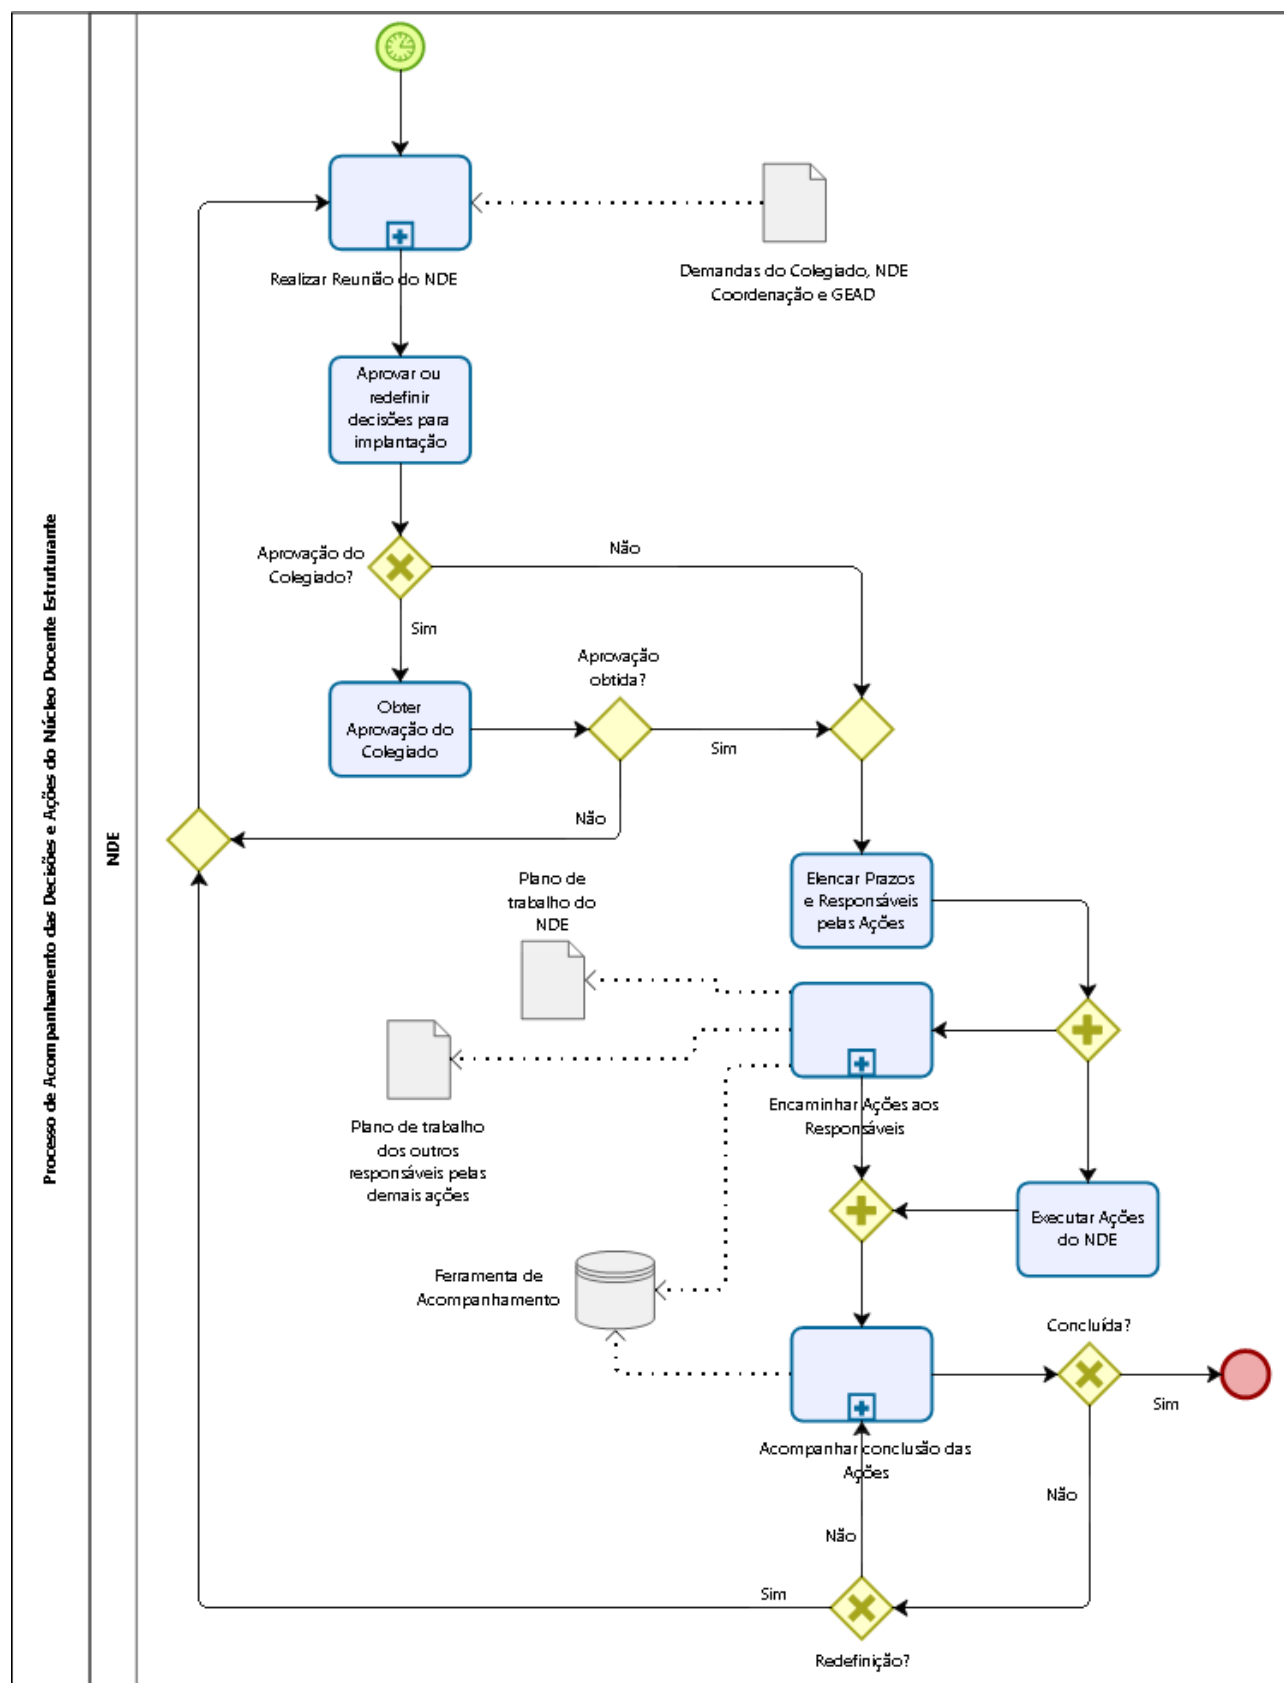 Processo de Acompanhamento das Decisões e Ações do Núcleo Docente Estruturante
NDE
Realizar Reunião do NDE
Demandas do Colegiado, NDE
Coordenação e GEAD
Aprovar ou
redefinir
decisões para
implantação
Aprovação do
Colegiado?
Não
Sim
Obter
Aprovação do
Colegiado
Aprovação
obtida?
Sim
Não
Elencar Prazos
e Responsáveis
pelas Ações
Plano de
trabalho do
NDE
Plano de trabalho
dos outros
responsáveis pelas
demais ações
Encaminhar Ações aos
Responsáveis
Executar Ações
do NDE
Ferramenta de
Acompanhamento
Concluída?
Sim
Acompanhar conclusão das
Ações
Não
Não
Sim
Redefinição?